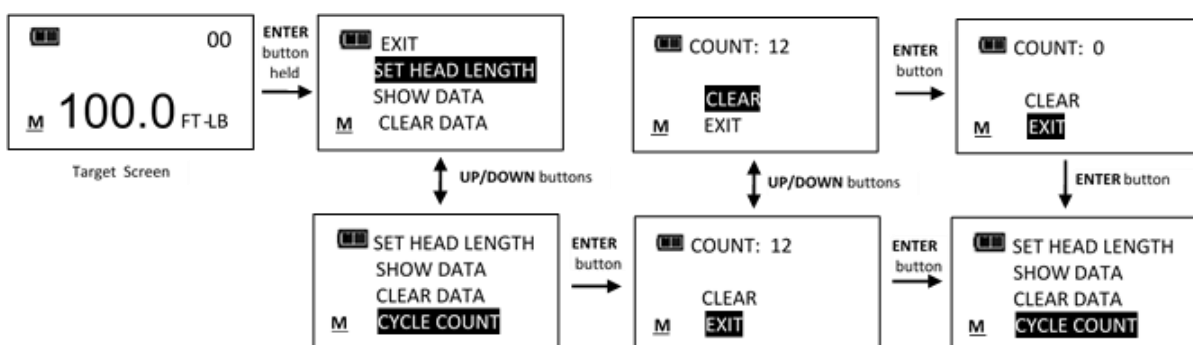 00
100.0 FT-LB
M
Target Screen
ENTER
button
held
EXIT
SET HEAD LENGTH
SHOW DATA
CLEAR DATA
M
UP/DOWN buttons
SET HEAD LENGTH
SHOW DATA
CLEAR DATA
CYCLE COUNT
M
ENTER
button
COUNT: 12
CLEAR
EXIT
M
UP/DOWN buttons
COUNT: 12
CLEAR
EXIT
M
ENTER
button
COUNT: 0
CLEAR
EXIT
M
ENTER button
ENTER
button
SET HEAD LENGTH
SHOW DATA
CLEAR DATA
CYCLE COUNT
M